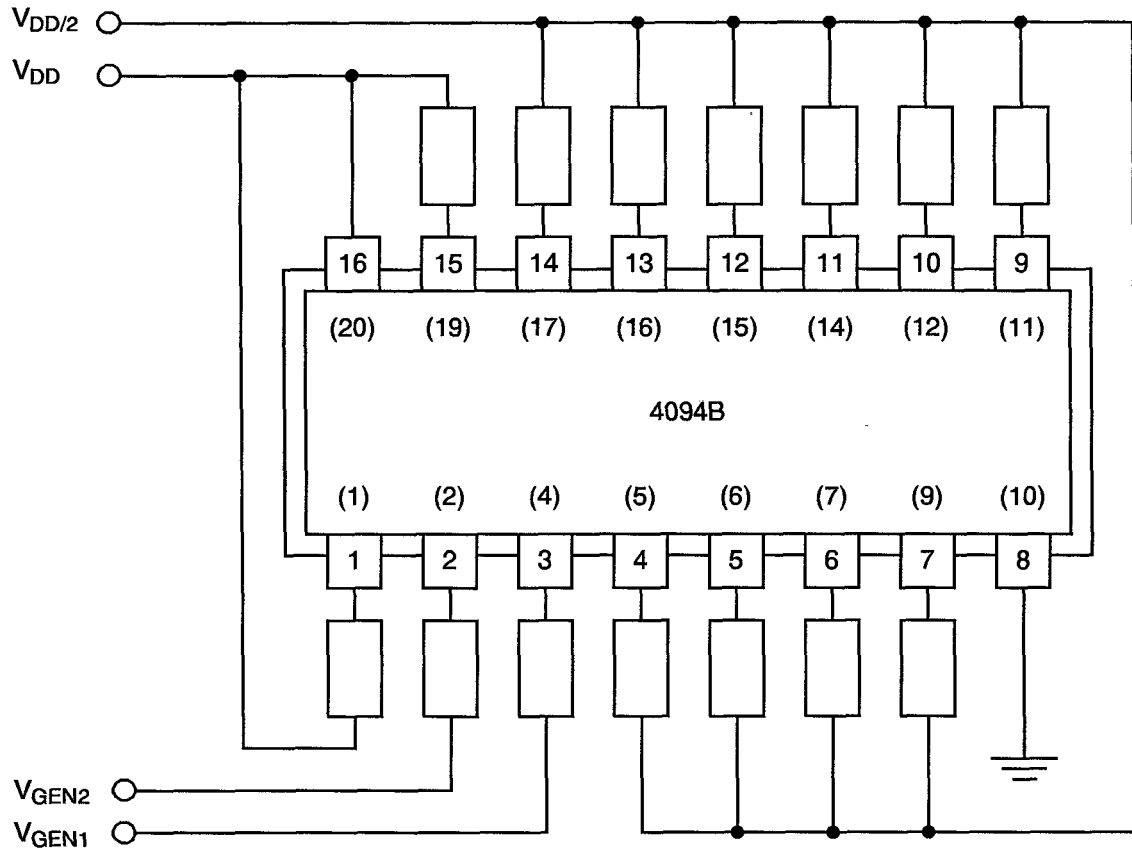 VDD/2
VDD
16 15 14 13 12 11 10 9
(20) (19) (17) (16) (15) (14) (12) (11)
4094B
(1) (2) (4) (5) (6) (7) (9) (10)
1 2 3 4 5 6 7 8
VGEN2
VGEN1